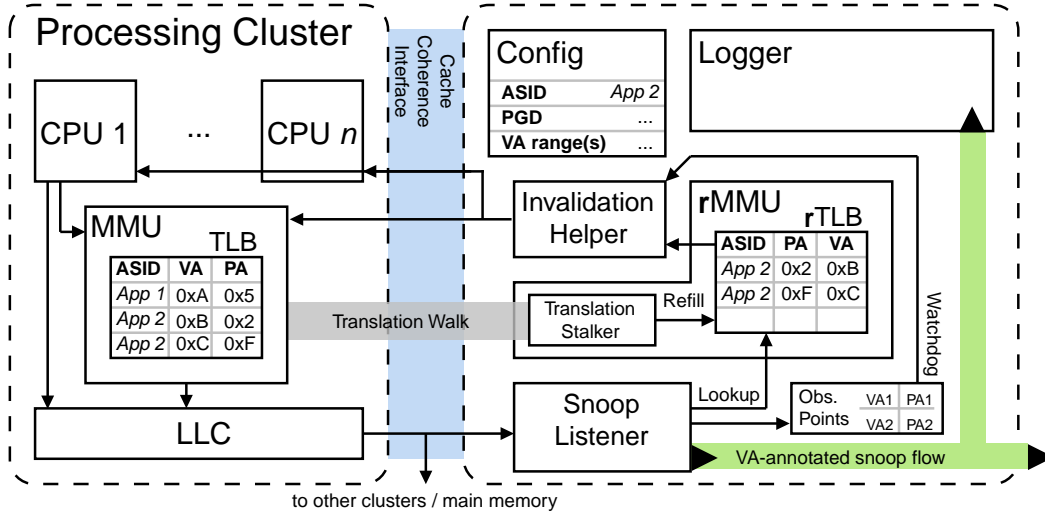 Processing Cluster
CPU 1
...
CPU n
Cache
Coherence
Interface
Config
ASID App 2
PGD ...
VA range(s) ...
Logger
MMU
TLB
ASID VA PA
App 1 0xA 0x5
App 2 0xB 0x2
App 2 0xC 0xF
Invalidation
Helper
rMMU
rTLB
ASID PA VA
App 2 0x2 0xB
App 2 0xF 0xC
Translation Walk
Translation
Stalker
Refill
Watchdog
LLC
Snoop
Listener
Lookup
Obs.
Points
VA1 PA1
VA2 PA2
VA-annotated snoop flow
to other clusters / main memory